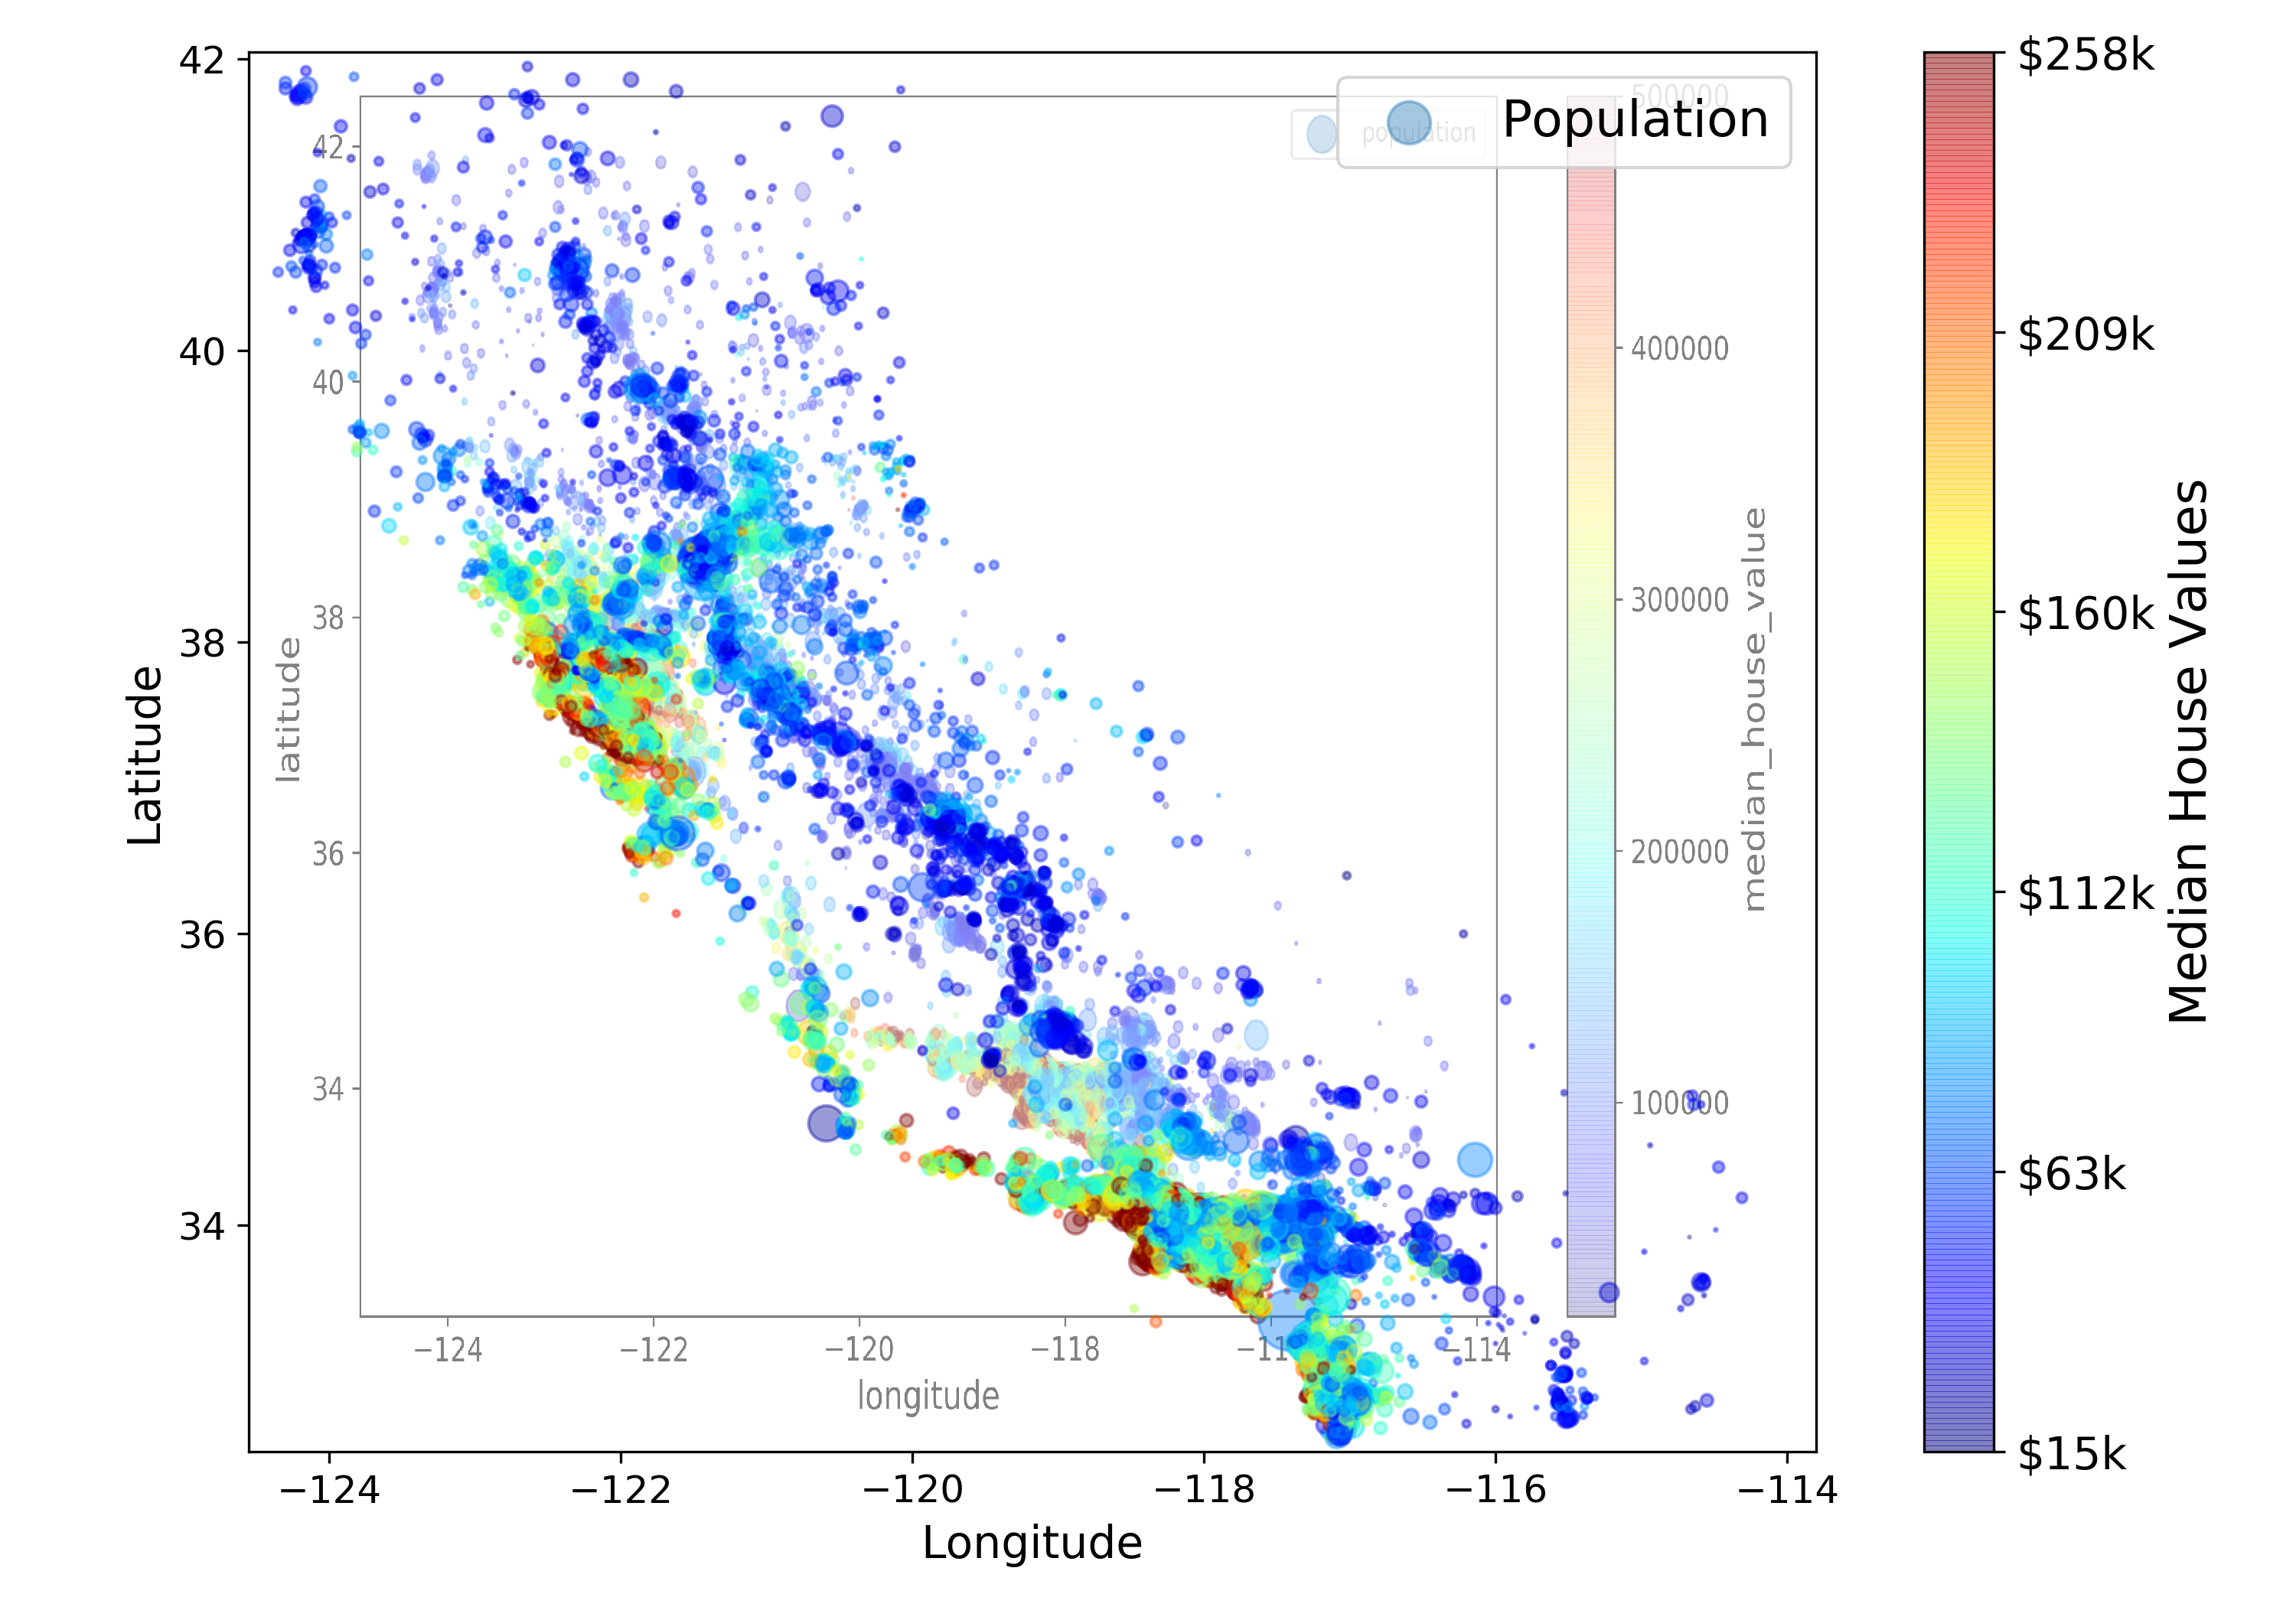 42
40
38
36
34
Latitude
−124
−122
−120
−118
−116
−114
Longitude
Population
$258k
$209k
$160k
$112k
$63k
$15k
Median House Values
42
40
38
36
34
latitude
−124
−122
−120
−118
−114
longitude
population
500000
400000
300000
200000
100000
median_house_value